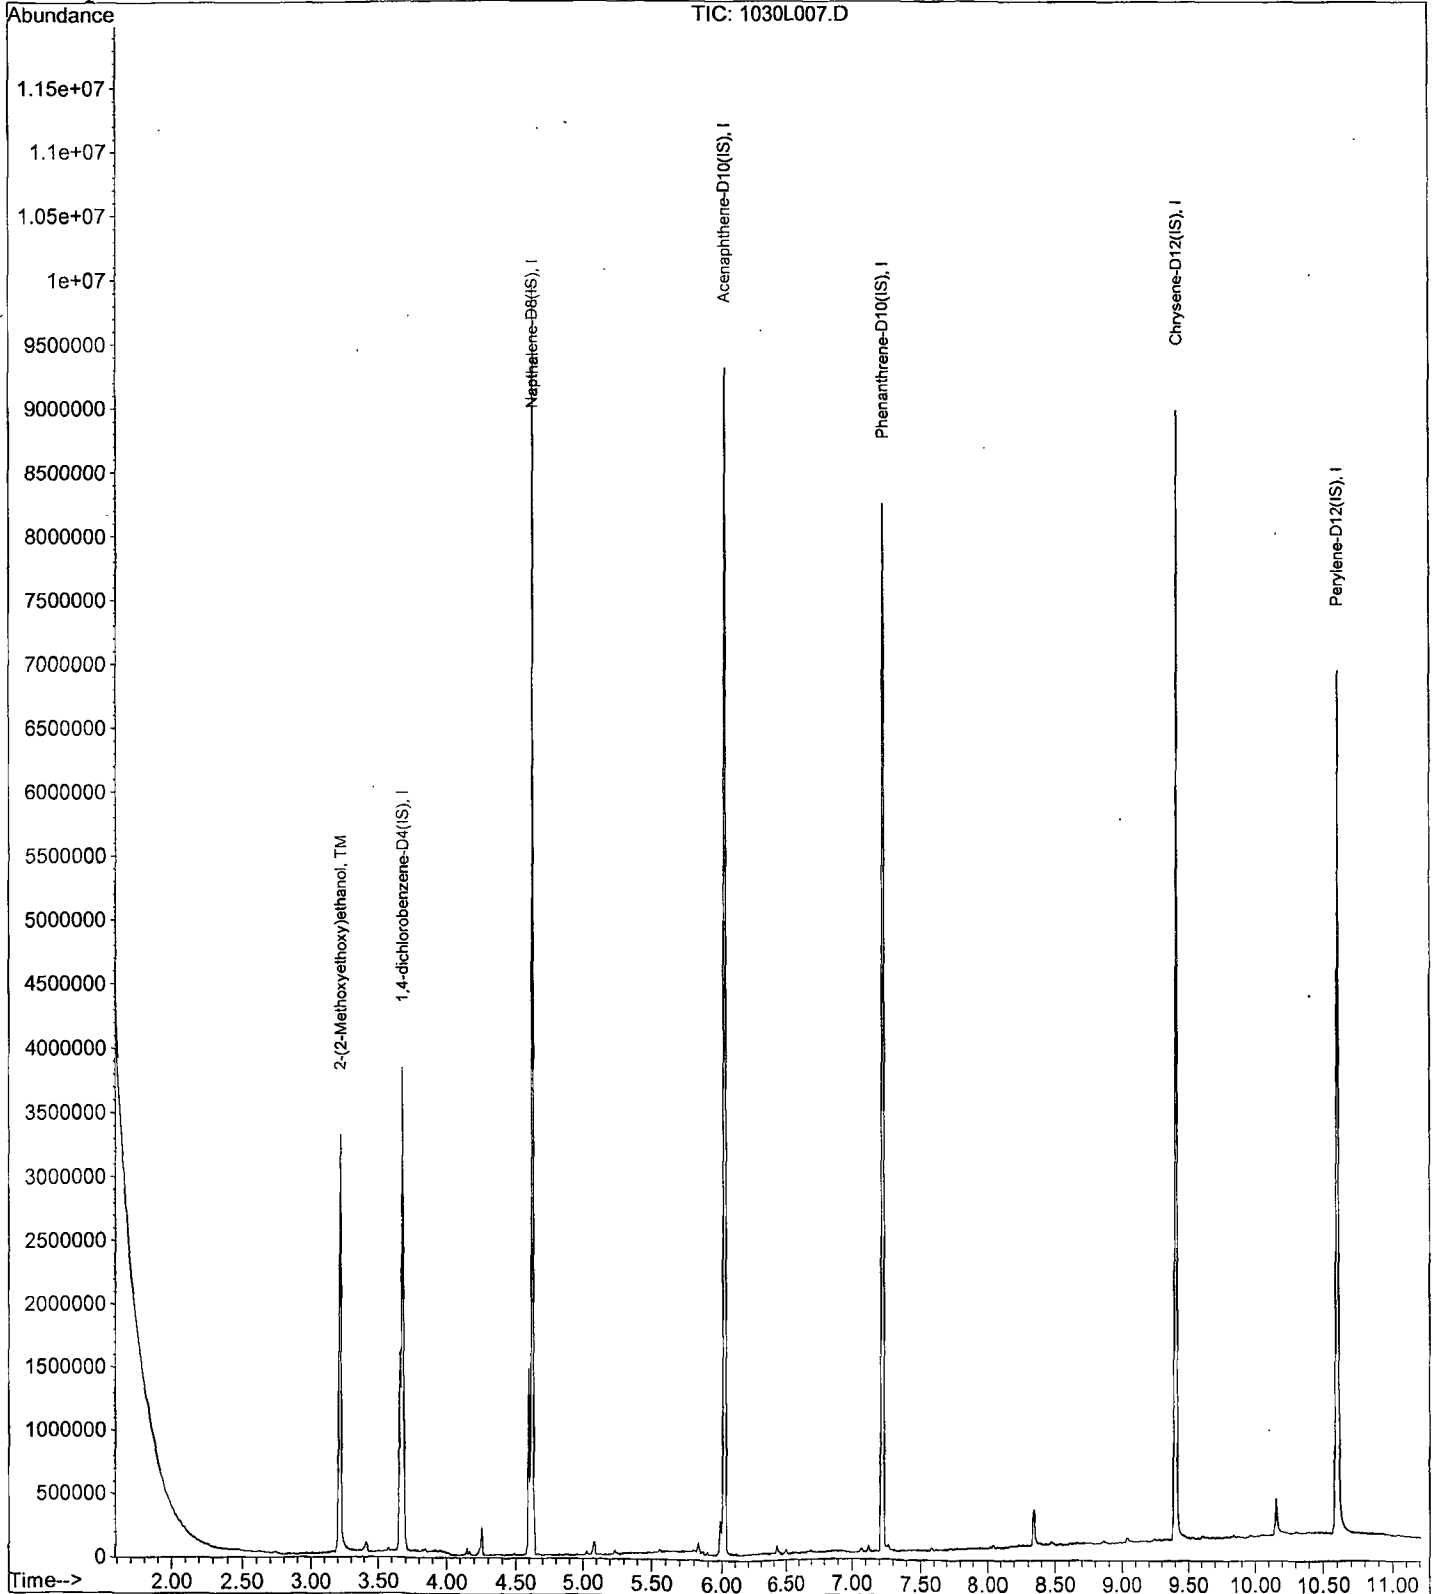 Abundance
TIC: 1030L007.D
1.15e+07
1.1e+07
1.05e+07
1e+07
9500000
9000000
8500000
8000000
7500000
7000000
6500000
6000000
5500000
5000000
4500000
4000000
3500000
3000000
2500000
2000000
1500000
1000000
500000
0
2-(2-Methoxyethoxy)ethanol, TM
1,4-dichlorobenzene-D4(IS), I
Napthalene-D8(IS), I
Acenaphthene-D10(IS), I
Phenanthrene-D10(IS), I
Chrysene-D12(IS), I
Perylene-D12(IS), I
Time-->
2.00 2.50 3.00 3.50 4.00 4.50 5.00 5.50 6.00 6.50 7.00 7.50 8.00 8.50 9.00 9.50 10.00 10.50 11.00